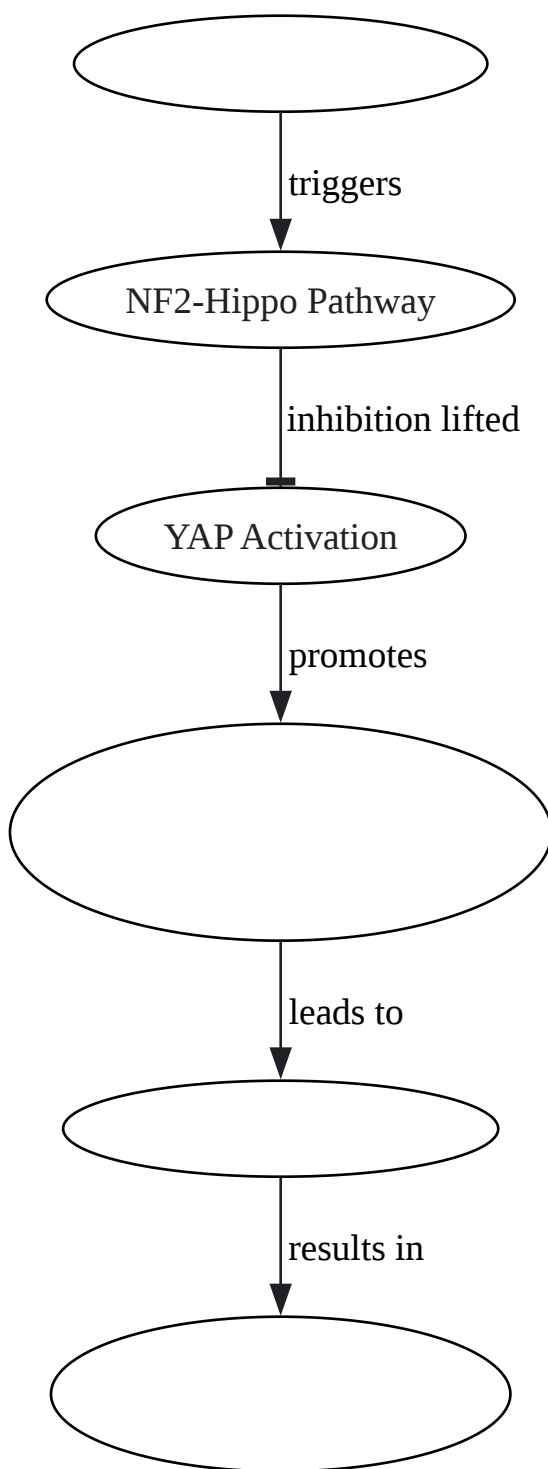 triggers
NF2-Hippo Pathway
inhibition lifted
YAP Activation
promotes
leads to
results in